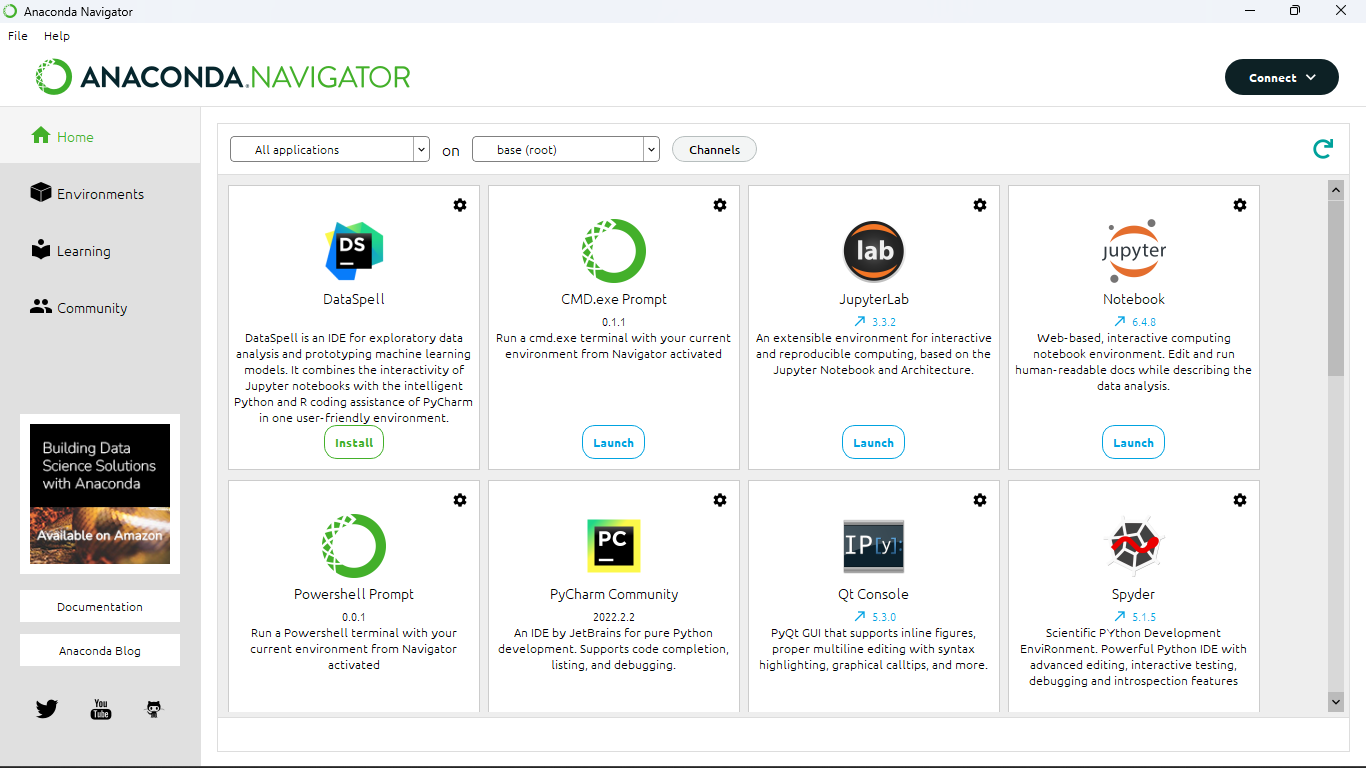 Anaconda Navigator
File Help
ANACONDA.NAVIGATOR
Connect
Home
Environments
Learning
Community
Building Data
Science Solutions
with Anaconda
Available on Amazon
Documentation
Anaconda Blog
You
Tube
All applications on base (root) Channels
DS
DataSpell
DataSpell is an IDE for exploratory data
analysis and prototyping machine learning
models. It combines the interactivity of
Jupyter notebooks with the intelligent
Python and R coding assistance of PyCharm
in one user-friendly environment.
Install
CMD.exe Prompt
0.1.1
Run a cmd.exe terminal with your current
environment from Navigator activated
Launch
lab
JupyterLab
3.3.2
An extensible environment for interactive
and reproducible computing, based on the
Jupyter Notebook and Architecture.
Launch
jupyter
Notebook
6.4.8
Web-based, interactive computing
notebook environment. Edit and run
human-readable docs while describing the
data analysis.
Launch
Powershell Prompt
0.0.1
Run a Powershell terminal with your
current environment from Navigator
activated
PC
PyCharm Community
2022.2.2
An IDE by JetBrains for pure Python
development. Supports code completion,
listing, and debugging.
IP[y]:
Qt Console
5.3.0
PyQt GUI that supports inline figures,
proper multiline editing with syntax
highlighting, graphical calltips, and more.
Spyder
5.1.5
Scientific PYthon Development
EnviRonment. Powerful Python IDE with
advanced editing, interactive testing,
debugging and introspection features